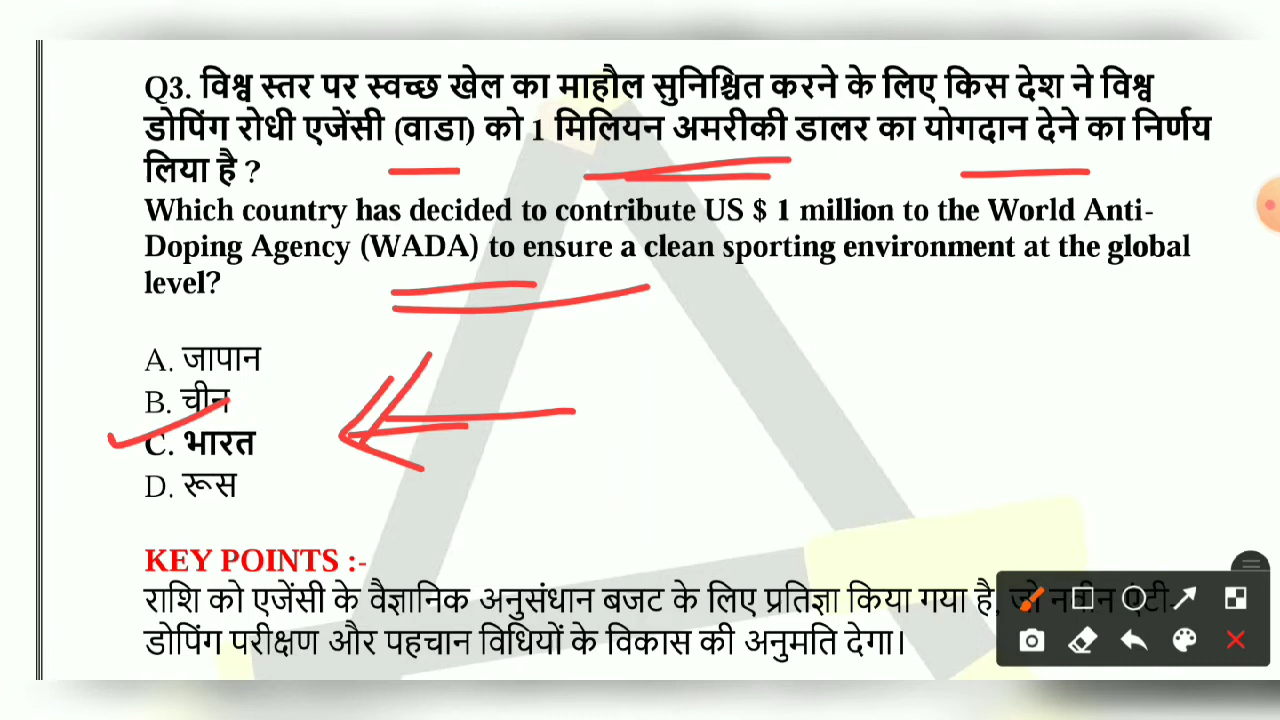 Q3. विश्व स्तर पर स्वच्छ खेल का माहौल सुनिश्चित करने के लिए किस देश ने विश्व
डोपिंग रोधी एजेंसी (वाडा) को 1 मिलियन अमरीकी डालर का योगदान देने का निर्णय
लिया है ?
Which country has decided to contribute US $ 1 million to the World Anti-
Doping Agency (WADA) to ensure a clean sporting environment at the global
level?
A. जापान
B. चीन
C. भारत
D. रूस
KEY POINTS :-
राशि को एजेंसी के वैज्ञानिक अनुसंधान बजट के लिए प्रतिज्ञा किया गया है, जो नवीन एंटी-
डोपिंग परीक्षण और पहचान विधियों के विकास की अनुमति देगा।